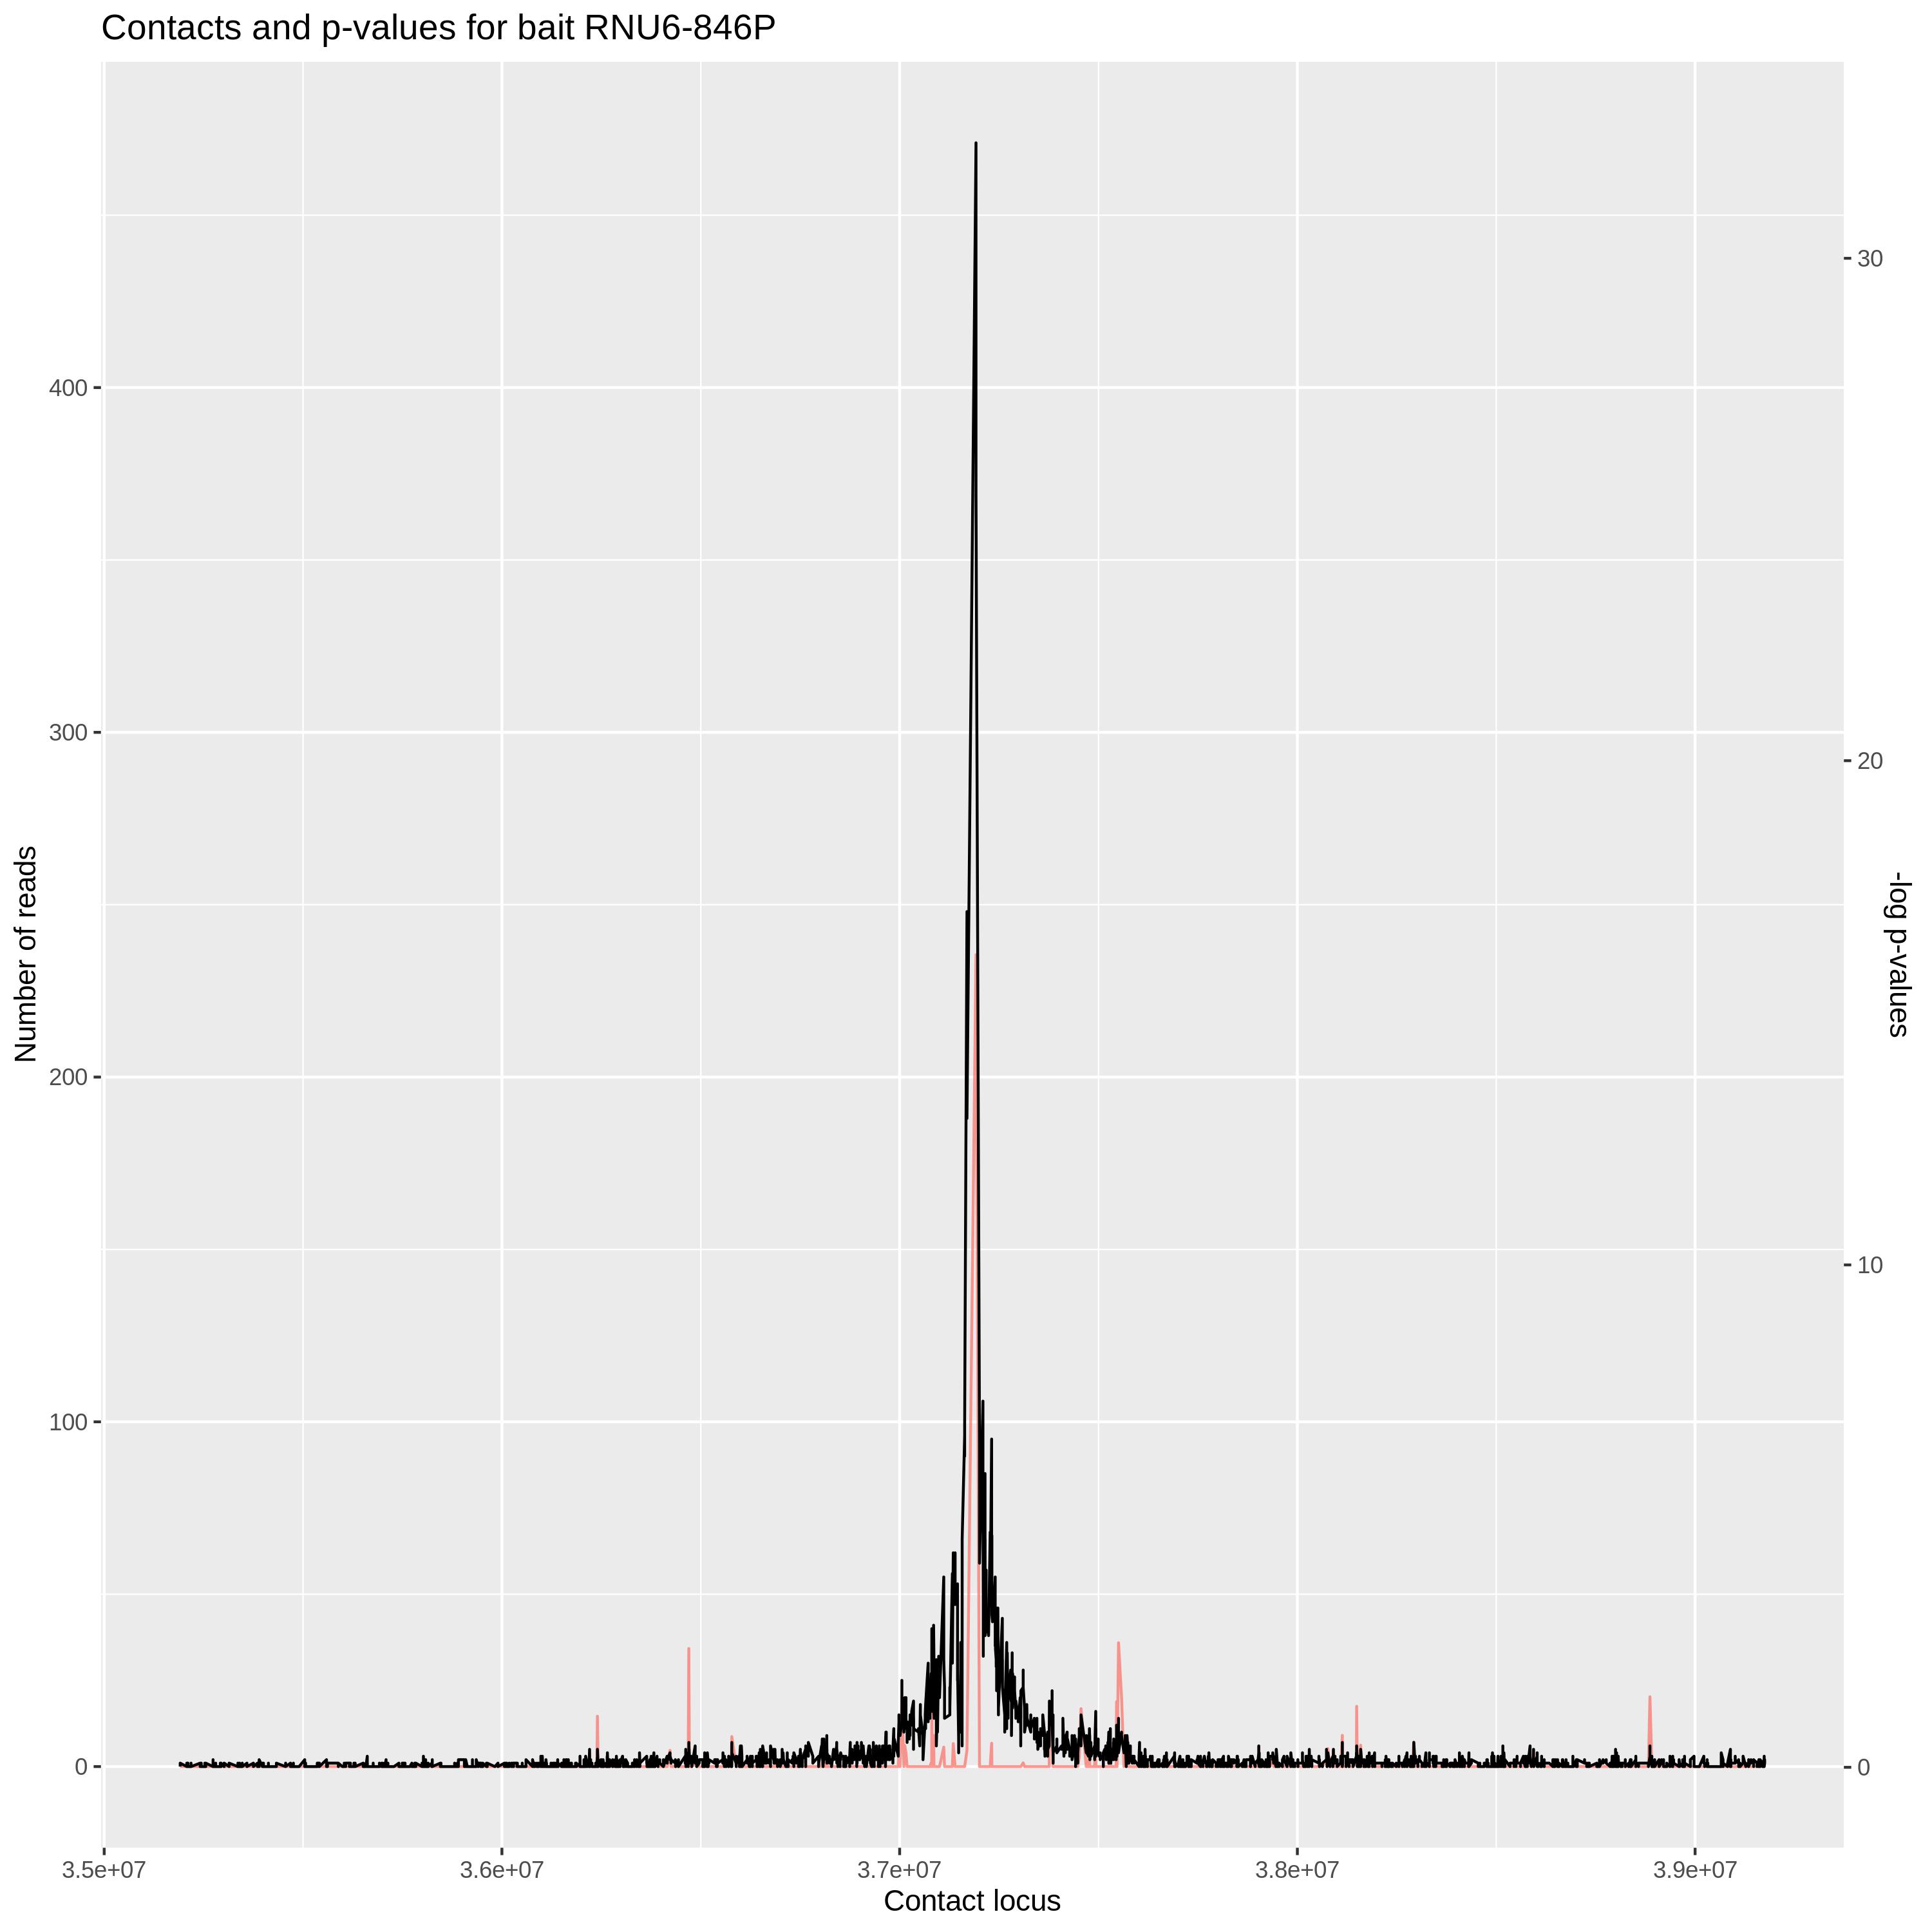 Contacts and p-values for bait RNU6-846P
400
300
200
100
0
Number of reads
30
20
10
0
-log p-values
3.5e+07 3.6e+07 3.7e+07 3.8e+07 3.9e+07
Contact locus